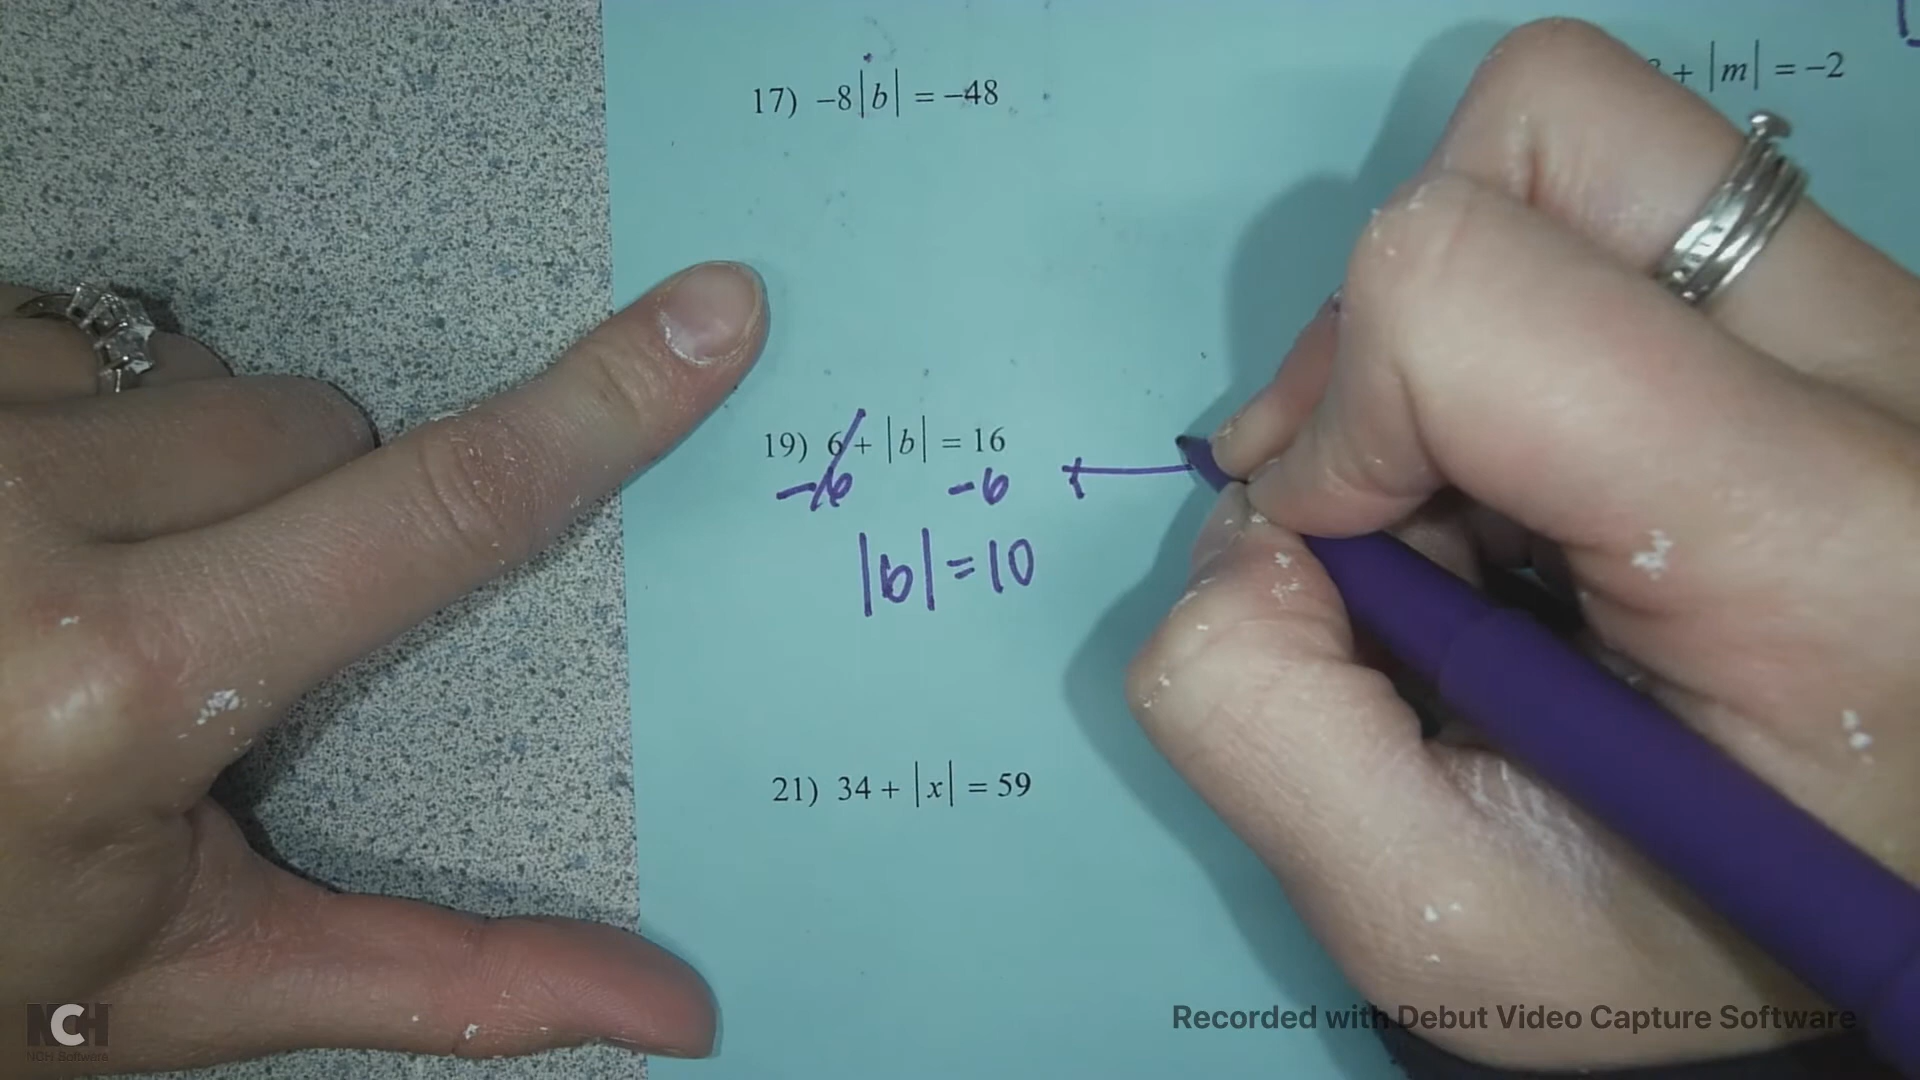 17) -8|b| = -48
+ |m| = -2
19) 6 + |b| = 16
-6 -6
|b| = 10
21) 34 + |x| = 59
NCH
NCH Software
Recorded with Debut Video Capture Software